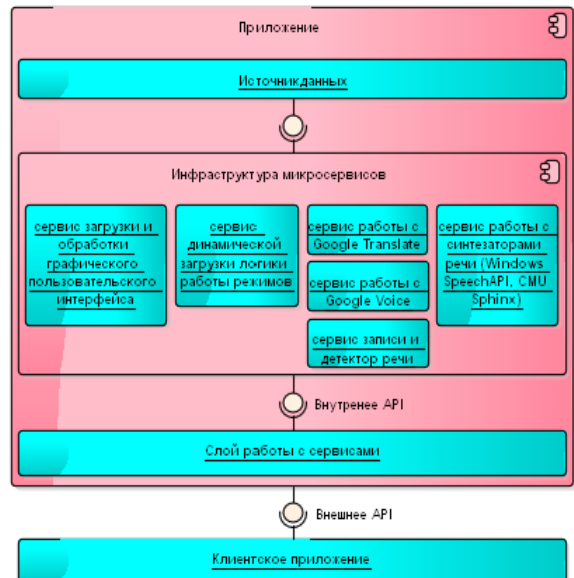 Приложение
Источникданных
Инфраструктура микросервисов
сервис загрузки и
обработки
графического
пользовательского
интерфейса
сервис
динамической
загрузки логики
работы режимов
сервис работы с
Google Translate
сервис работы с
Google Voice
сервис записи и
детектор речи
сервис работы с
синтезаторами
речи (Windows
SpeechAPI, CMU
Sphinx)
Внутренее API
Слой работы с сервисами
Внешнее API
Клиентское приложение